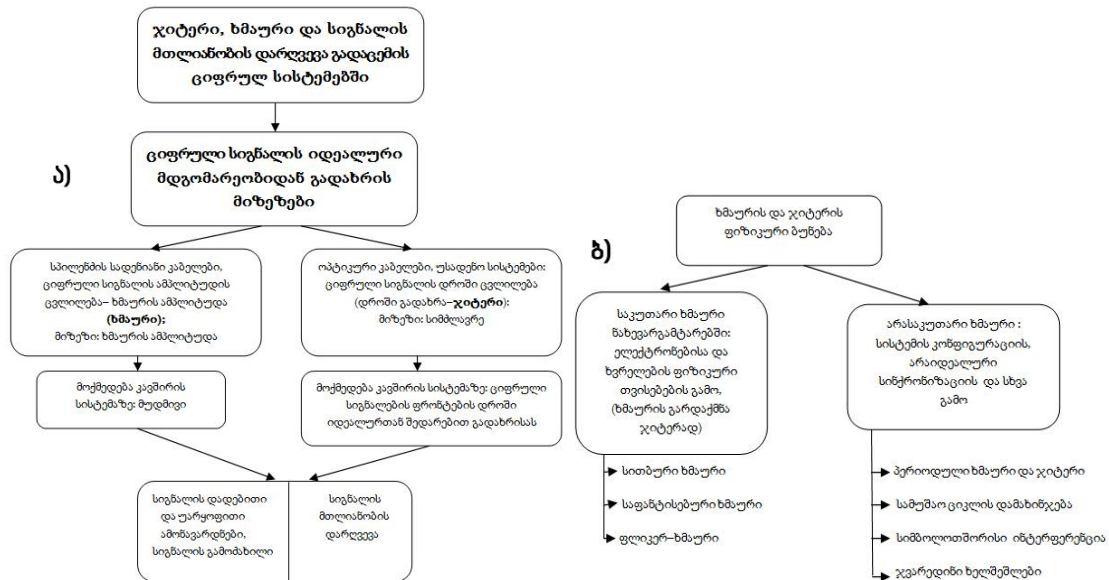 ჯიტერი, ხმაური და სიგნალის
მთლიანობის დარღვევა გადაცემის
ციფრულ სისტემებში
ა)
ციფრული სიგნალის იდეალური
მდგომარეობიდან გადახრის
მიზეზები
სპილენძის სადენიანი კაბელები,
ციფრული სიგნალის ამპლიტუდის
ცვლილება– ხმაურის ამპლიტუდა
(ხმაური);
მიზეზი: ხმაურის ამპლიტუდა
ოპტიკური კაბელები, უსადენო სისტემები:
ციფრული სიგნალის დროში ცვლილება
(დროში გადახრა–ჯიტერი):
მიზეზი: სიმძლავრე
მოქმედება კავშირის
სისტემაზე: მუდმივი
მოქმედება კავშირის სისტემაზე: ციფრული
სიგნალების ფრონტების დროში
იდეალურთან შედარებით გადახრისას
სიგნალის დადებითი
და უარყოფითი
ამონავარდნები,
სიგნალის გამოძახილი
სიგნალის
მთლიანობის
დარღვევა
ბ)
ხმაურის და ჯიტერის
ფიზიკური ბუნება
საკუთარი ხმაური
ნახევარგამტარებში:
ელექტრონებისა და
ხვრელების ფიზიკური
თვისებების გამო,
(ხმაურის გარდაქმნა
ჯიტერად)
სითბური ხმაური
საფანტისებური ხმაური
ფლიკერ–ხმაური
არასაკუთარი ხმაური :
სისტემის კონფიგურაციის,
არაიდეალური
სინქრონიზაციის და სხვა
გამო
პერიოდული ხმაური და ჯიტერი
სამუშაო ციკლის დამახინჯება
სიმბოლოთშორისი ინტერფერენცია
ჯვარედინი ხელშეშლები